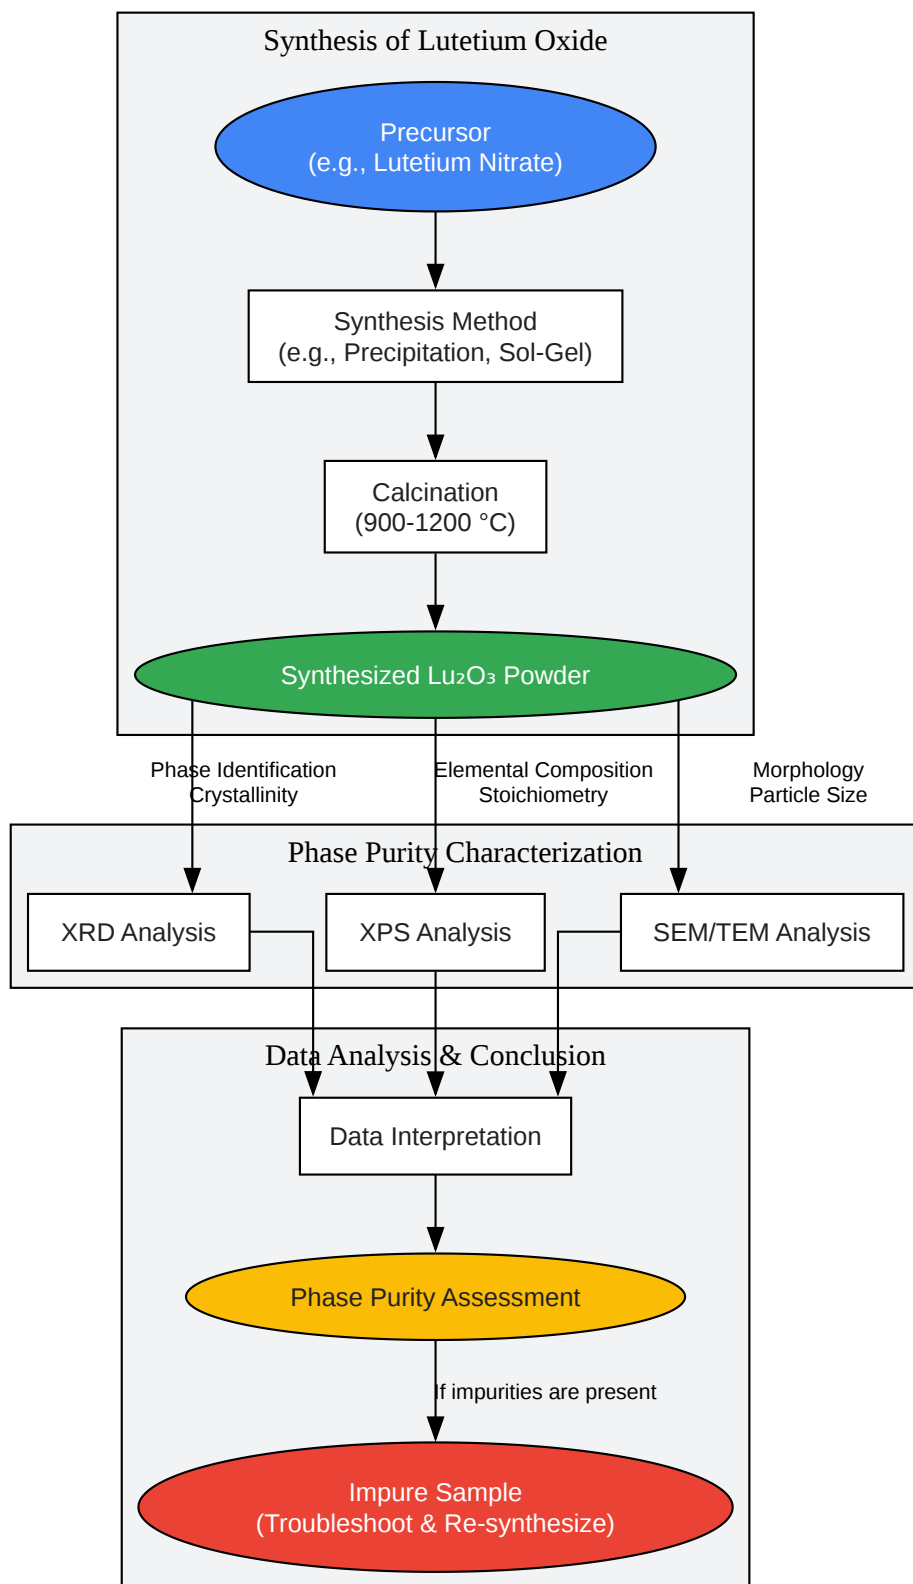 Synthesis of Lutetium Oxide
Precursor
(e.g., Lutetium Nitrate)
Synthesis Method
(e.g., Precipitation, Sol-Gel)
Calcination
(900-1200 °C)
Synthesized Lu₂O₃ Powder
Phase Identification
Crystallinity
Elemental Composition
Stoichiometry
Morphology
Particle Size
Phase Purity Characterization
XRD Analysis
XPS Analysis
SEM/TEM Analysis
Data Analysis & Conclusion
Data Interpretation
Phase Purity Assessment
If impurities are present
Impure Sample
(Troubleshoot & Re-synthesize)